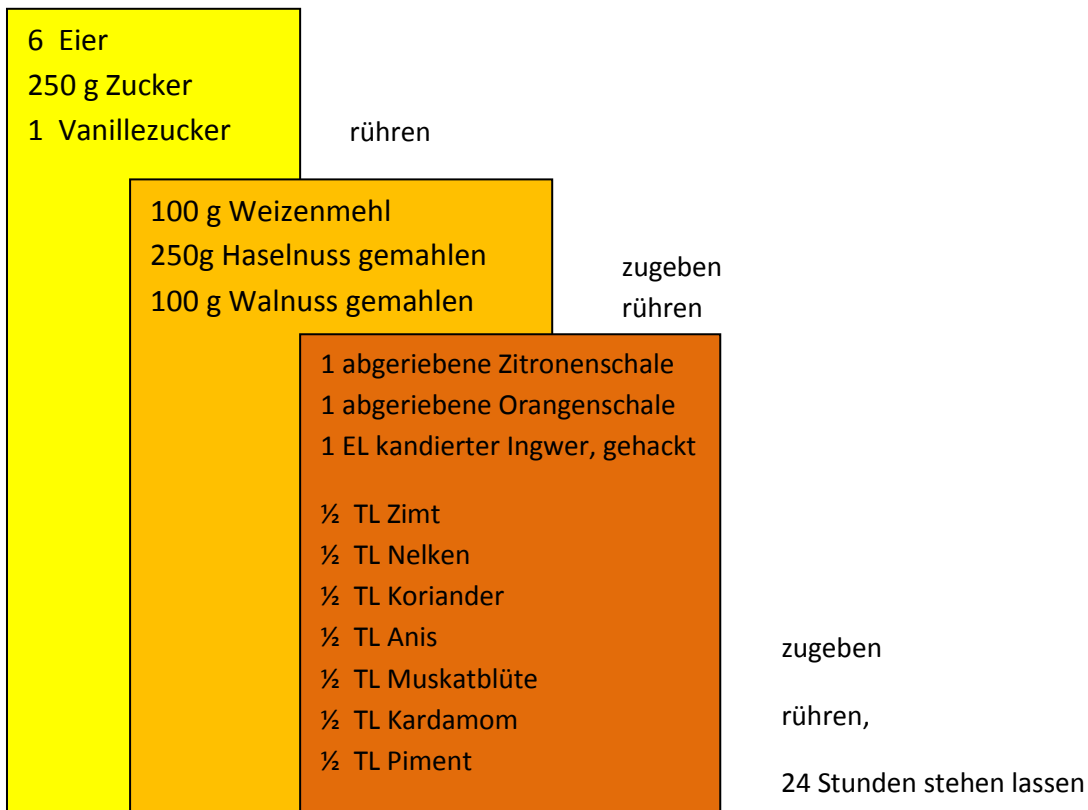 6 Eier
250 g Zucker
1 Vanillezucker
rühren
100 g Weizenmehl
250g Haselnuss gemahlen
100 g Walnuss gemahlen
zugeben
rühren
1 abgeriebene Zitronenschale
1 abgeriebene Orangenschale
1 EL kandierter Ingwer, gehackt
½ TL Zimt
½ TL Nelken
½ TL Koriander
½ TL Anis
½ TL Muskatblüte
½ TL Kardamom
½ TL Piment
zugeben
rühren,
24 Stunden stehen lassen